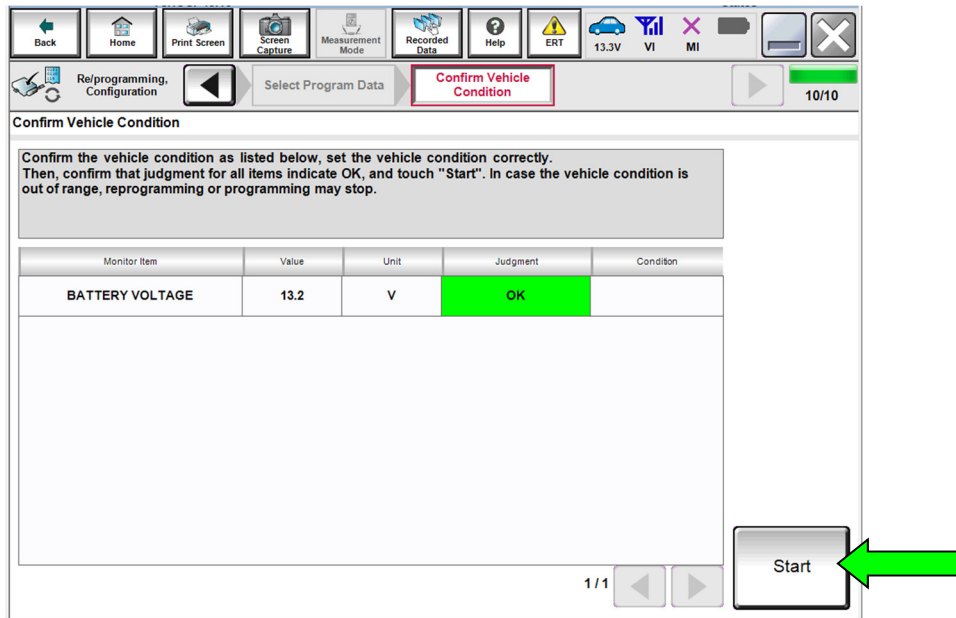 Back
Home
Print Screen
Screen
Capture
Measurement
Mode
Recorded
Data
Help
ERT
13.3V
VI
MI
Re/programming,
Configuration
Select Program Data
Confirm Vehicle
Condition
10/10
Confirm Vehicle Condition
Confirm the vehicle condition as listed below, set the vehicle condition correctly.
Then, confirm that judgment for all items indicate OK, and touch "Start". In case the vehicle condition is
out of range, reprogramming or programming may stop.
Monitor Item Value Unit Judgment Condition
BATTERY VOLTAGE 13.2 V OK
1/1
Start